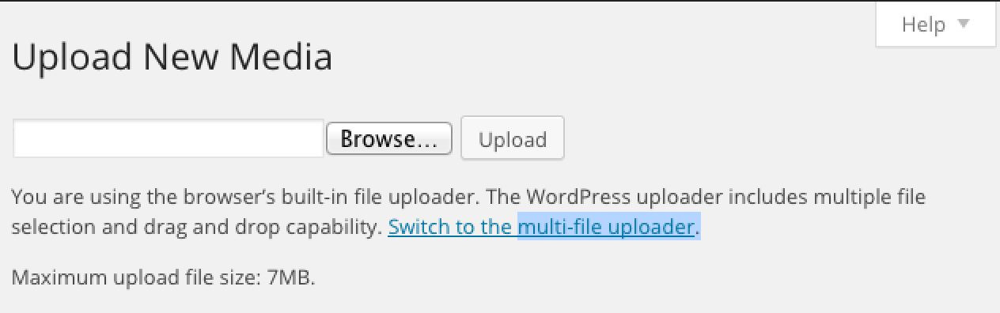 Help
Upload New Media
Browse...
Upload
You are using the browser's built-in file uploader. The WordPress uploader includes multiple file
selection and drag and drop capability. Switch to the multi-file uploader.
Maximum upload file size: 7MB.